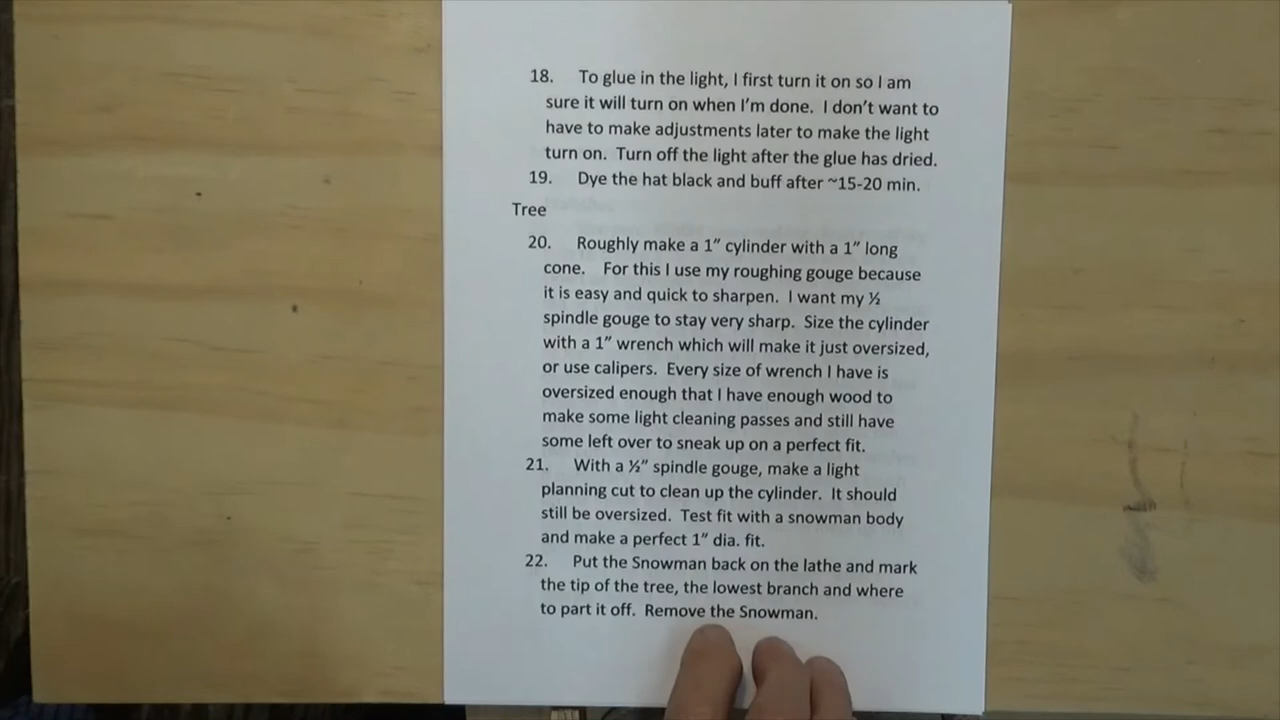 18. To glue in the light, I first turn it on so I am
sure it will turn on when I'm done. I don't want to
have to make adjustments later to make the light
turn on. Turn off the light after the glue has dried.
19. Dye the hat black and buff after ~15-20 min.
Tree
20. Roughly make a 1" cylinder with a 1" long
cone. For this I use my roughing gouge because
it is easy and quick to sharpen. I want my ½
spindle gouge to stay very sharp. Size the cylinder
with a 1" wrench which will make it just oversized,
or use calipers. Every size of wrench I have is
oversized enough that I have enough wood to
make some light cleaning passes and still have
some left over to sneak up on a perfect fit.
21. With a ½" spindle gouge, make a light
planning cut to clean up the cylinder. It should
still be oversized. Test fit with a snowman body
and make a perfect 1" dia. fit.
22. Put the Snowman back on the lathe and mark
the tip of the tree, the lowest branch and where
to part it off. Remove the Snowman.